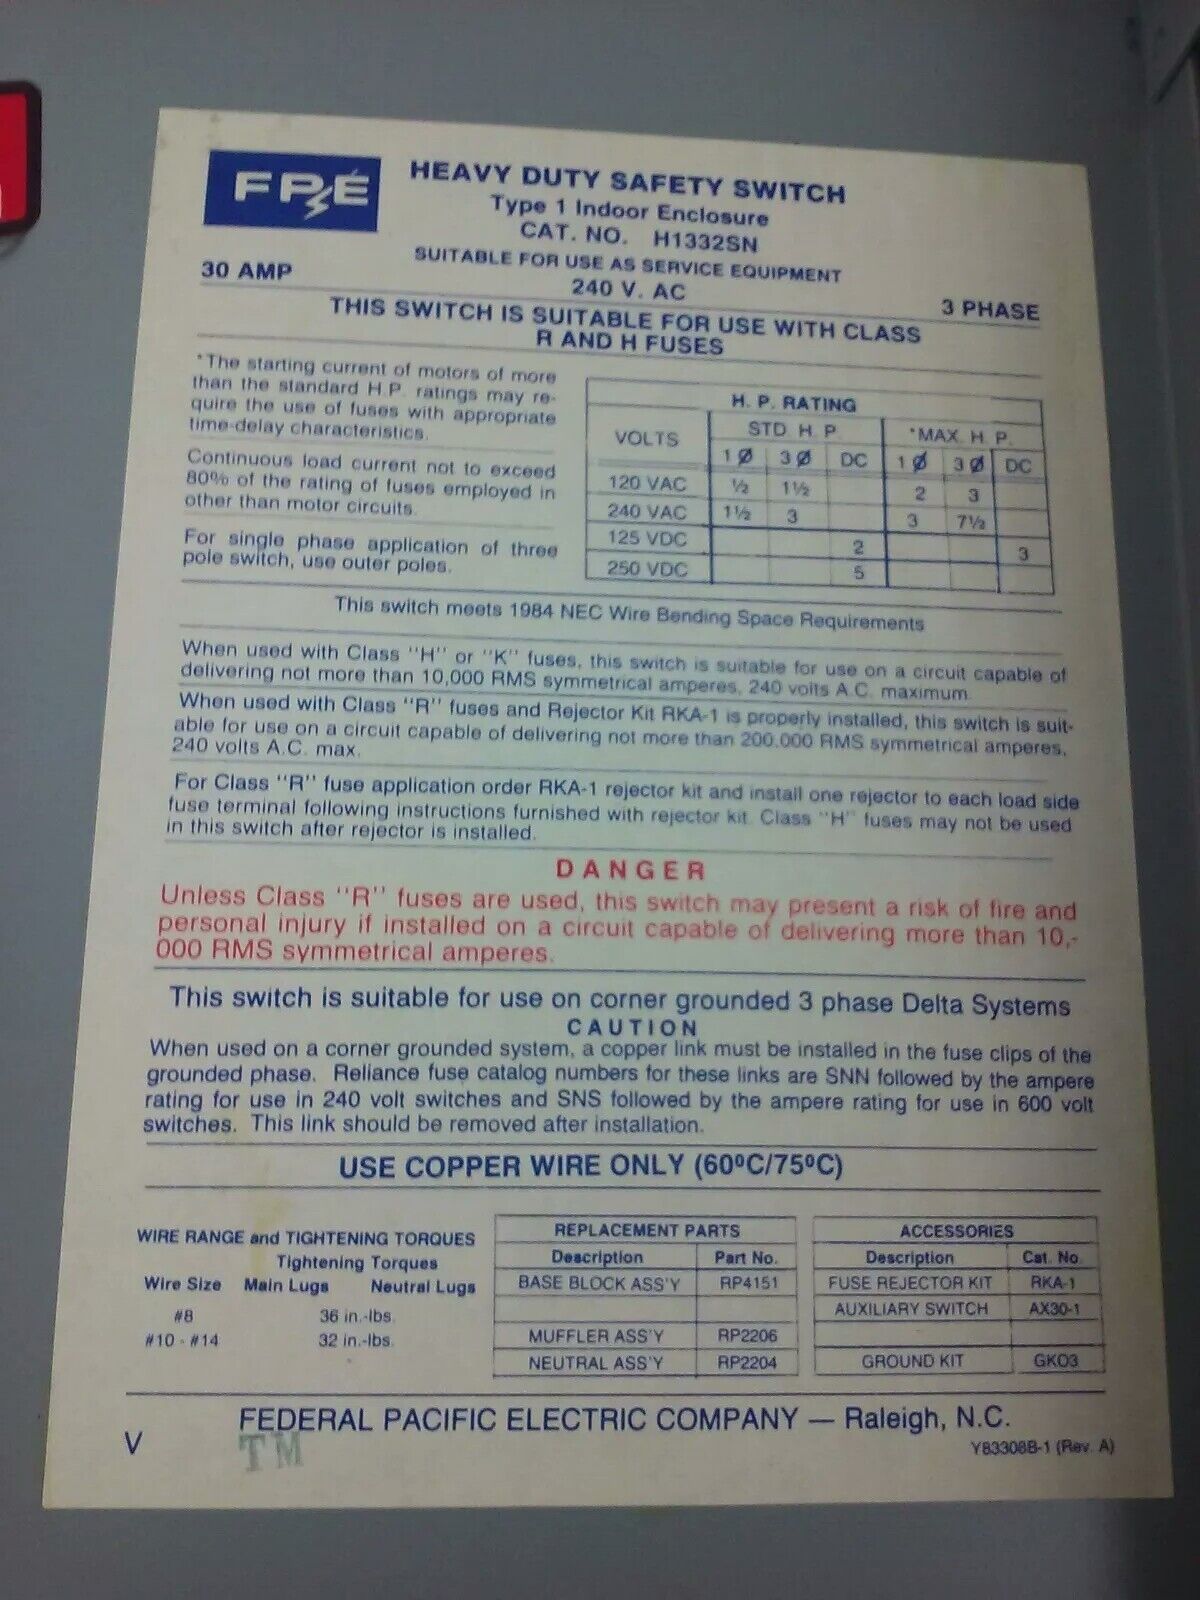 FPE
HEAVY DUTY SAFETY SWITCH
Type 1 Indoor Enclosure
CAT. NO. H1332SN
SUITABLE FOR USE AS SERVICE EQUIPMENT
30 AMP
240 V. AC
3 PHASE
THIS SWITCH IS SUITABLE FOR USE WITH CLASS
R AND H FUSES
*The starting current of motors of more
than the standard H.P. ratings may re-
quire the use of fuses with appropriate
time-delay characteristics.
Continuous load current not to exceed
80% of the rating of fuses employed in
other than motor circuits.
For single phase application of three
pole switch, use outer poles.
H. P. RATING
VOLTS STD. H. P. *MAX. H. P.
1Ø 3Ø DC 1Ø 3Ø DC
120 VAC ½ 1½ 2 3
240 VAC 1½ 3 3 7½
125 VDC 2 3
250 VDC 5
This switch meets 1984 NEC Wire Bending Space Requirements
When used with Class "H" or "K" fuses, this switch is suitable for use on a circuit capable of
delivering not more than 10,000 RMS symmetrical amperes, 240 volts A.C. maximum.
When used with Class "R" fuses and Rejector Kit RKA-1 is properly installed, this switch is suit-
able for use on a circuit capable of delivering not more than 200,000 RMS symmetrical amperes,
240 volts A.C. max.
For Class "R" fuse application order RKA-1 rejector kit and install one rejector to each load side
fuse terminal following instructions furnished with rejector kit. Class "H" fuses may not be used
in this switch after rejector is installed.
DANGER
Unless Class "R" fuses are used, this switch may present a risk of fire and
personal injury if installed on a circuit capable of delivering more than 10,-
000 RMS symmetrical amperes.
This switch is suitable for use on corner grounded 3 phase Delta Systems
CAUTION
When used on a corner grounded system, a copper link must be installed in the fuse clips of the
grounded phase. Reliance fuse catalog numbers for these links are SNN followed by the ampere
rating for use in 240 volt switches and SNS followed by the ampere rating for use in 600 volt
switches. This link should be removed after installation.
USE COPPER WIRE ONLY (60ºC/75ºC)
WIRE RANGE and TIGHTENING TORQUES
Tightening Torques
Wire Size Main Lugs Neutral Lugs
#8 36 in.-lbs.
#10 - #14 32 in.-lbs.
REPLACEMENT PARTS
Description Part No.
BASE BLOCK ASS'Y RP4151
MUFFLER ASS'Y RP2206
NEUTRAL ASS'Y RP2204
ACCESSORIES
Description Cat. No.
FUSE REJECTOR KIT RKA-1
AUXILIARY SWITCH AX30-1
GROUND KIT GKO3
FEDERAL PACIFIC ELECTRIC COMPANY — Raleigh, N.C.
V
TM
Y83308B-1 (Rev. A)